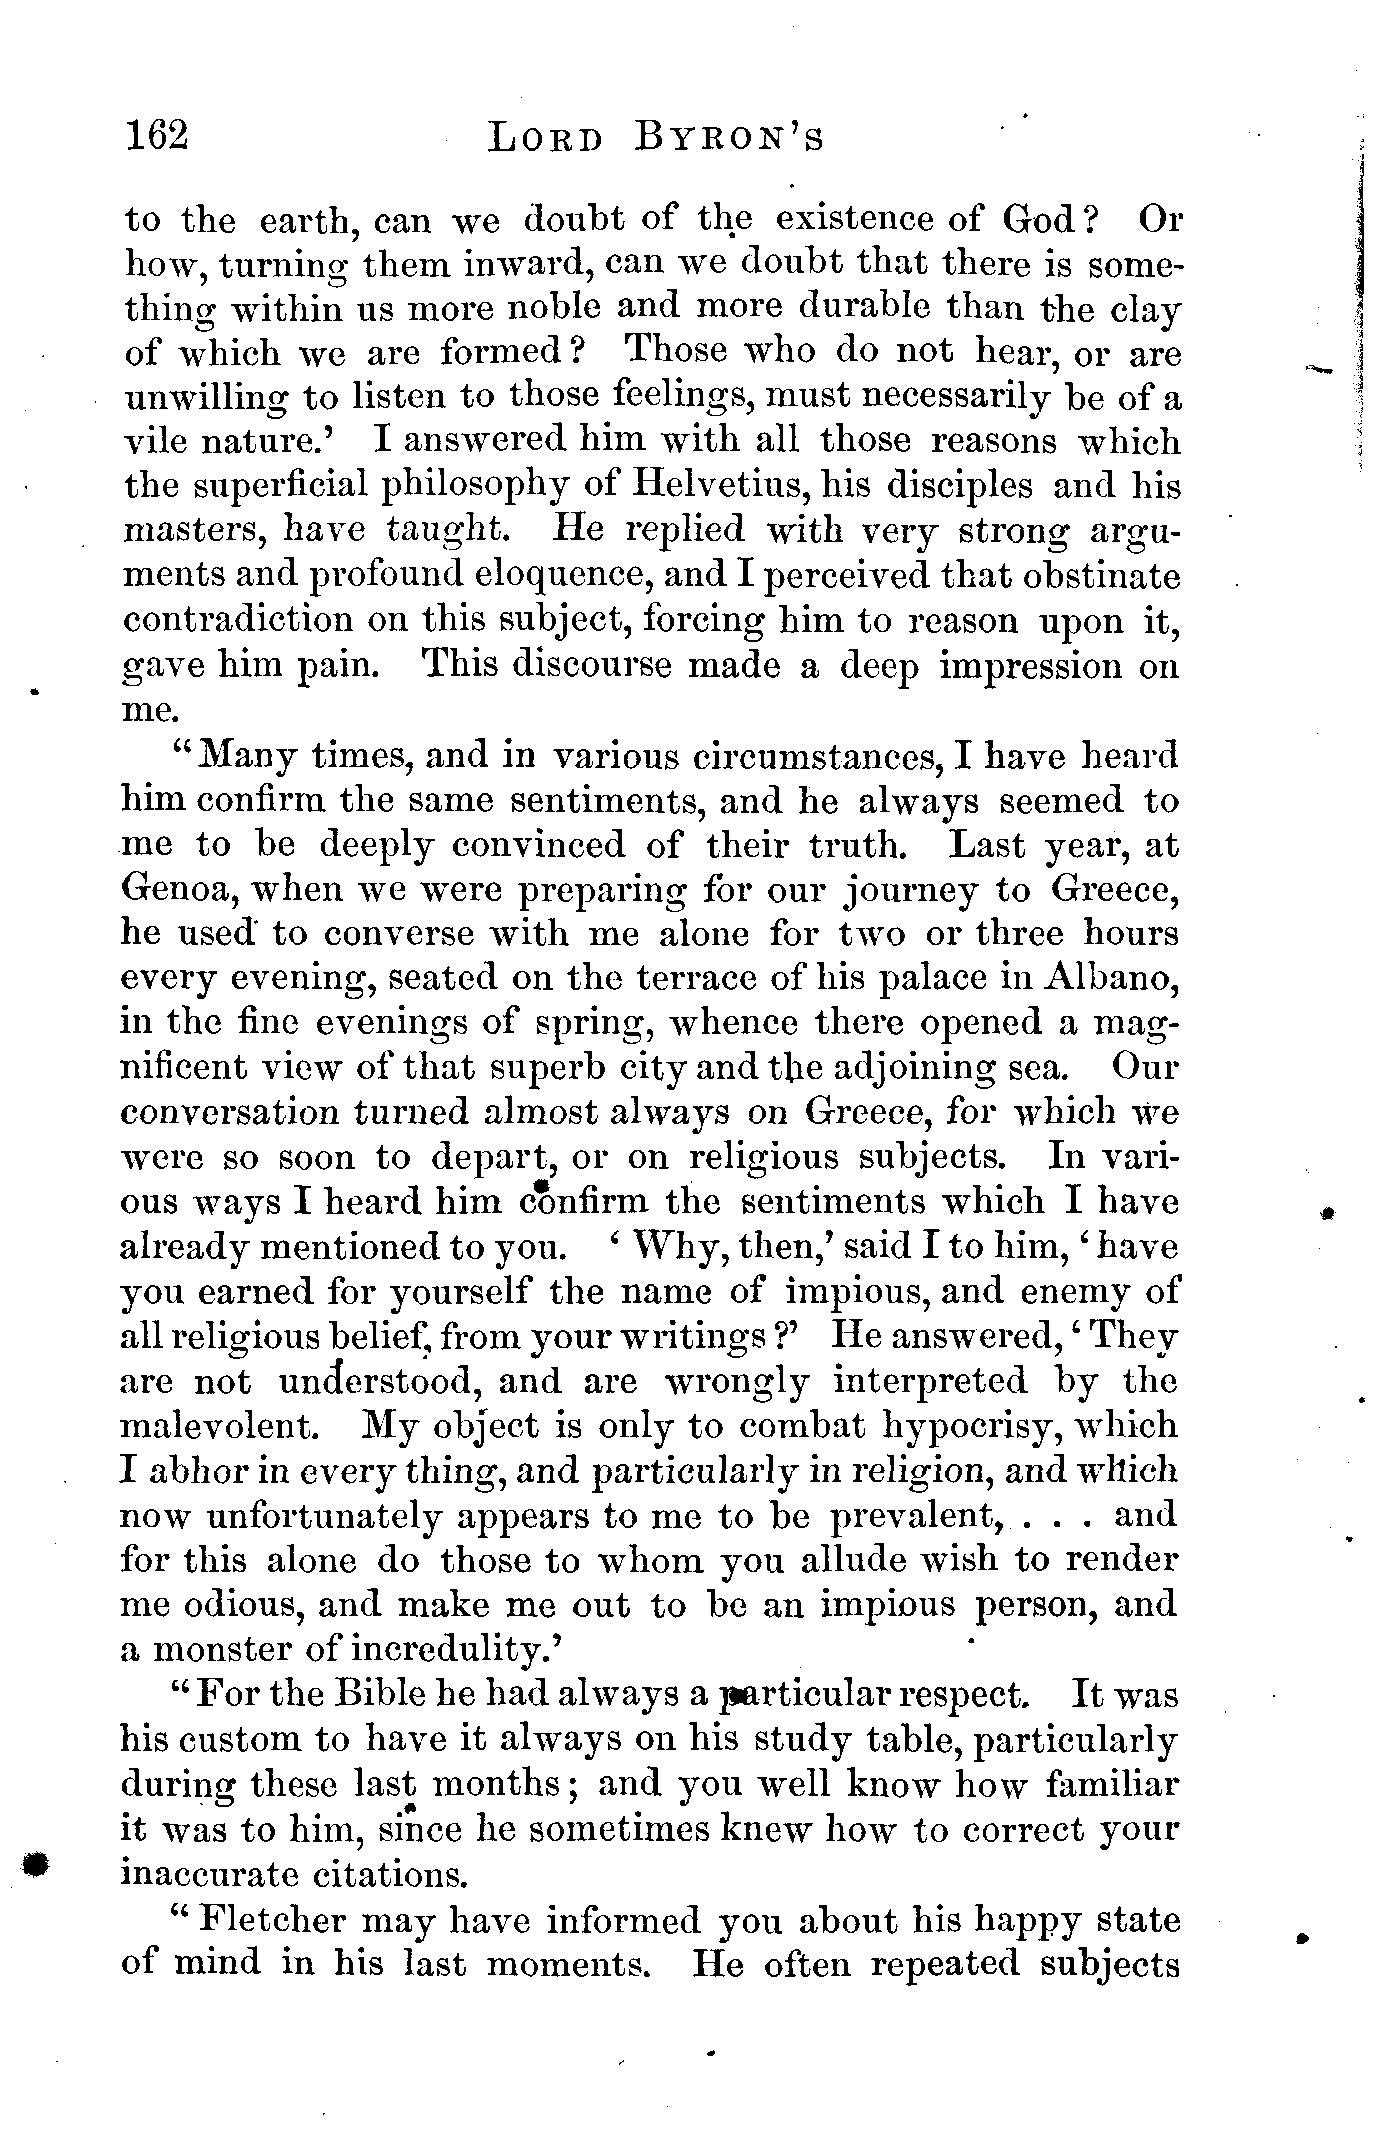 162 LORD BYRON'S
to the earth, can we doubt of the existence of God? Or
how, turning them inward, can we doubt that there is some-
thing within us more noble and more durable than the clay
of which we are formed? Those who do not hear, or are
unwilling to listen to those feelings, must necessarily be of a
vile nature.' I answered him with all those reasons which
the superficial philosophy of Helvetius, his disciples and his
masters, have taught. He replied with very strong argu-
ments and profound eloquence, and I perceived that obstinate
contradiction on this subject, forcing him to reason upon it,
gave him pain. This discourse made a deep impression on
me.
"Many times, and in various circumstances, I have heard
him confirm the same sentiments, and he always seemed to
me to be deeply convinced of their truth. Last year, at
Genoa, when we were preparing for our journey to Greece,
he used to converse with me alone for two or three hours
every evening, seated on the terrace of his palace in Albano,
in the fine evenings of spring, whence there opened a mag-
nificent view of that superb city and the adjoining sea. Our
conversation turned almost always on Greece, for which we
were so soon to depart, or on religious subjects. In vari-
ous ways I heard him confirm the sentiments which I have
already mentioned to you. 'Why, then,' said I to him, 'have
you earned for yourself the name of impious, and enemy of
all religious belief, from your writings?' He answered, 'They
are not understood, and are wrongly interpreted by the
malevolent. My object is only to combat hypocrisy, which
I abhor in every thing, and particularly in religion, and which
now unfortunately appears to me to be prevalent, . . . and
for this alone do those to whom you allude wish to render
me odious, and make me out to be an impious person, and
a monster of incredulity.'
"For the Bible he had always a particular respect. It was
his custom to have it always on his study table, particularly
during these last months; and you well know how familiar
it was to him, since he sometimes knew how to correct your
inaccurate citations.
"Fletcher may have informed you about his happy state
of mind in his last moments. He often repeated subjects